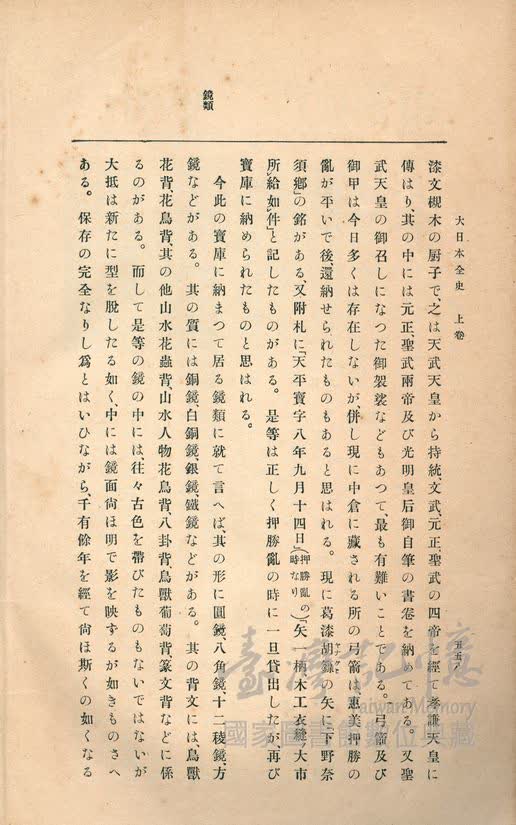 大日本全史　上卷
五五八
鏡類
漆文槻木の厨子で、之は天武天皇から持統、文武、元正聖武の四帝を經て孝謙天皇に
傳はり、其の中には元正、聖武兩帝及び光明皇后御自筆の書卷を納めてある。又聖
武天皇の御召しになつた御袈裟などもあつて、最も有難いことである。弓箭及び
御甲は今日多くは存在しないが併し現に中倉に藏される所の弓箭は、惠美押勝の
亂が平いで後、還納せられたものもあると思はれる。現に葛漆胡籙の矢に「下野奈
須鄕」の銘がある、又附札に「天平寶字八年九月十四日」(押勝亂の時なり)「矢一柄木工衣縫ノ大市
所給如件」と記したものがある。是等は正しく押勝亂の時に一旦貸出したが、再び
寶庫に納められたものと思はれる。
今此の寶庫に納まつて居る鏡類に就て言へば、其の形に圓鏡、八角鏡、十二稜鏡、方
鏡などがある。其の質には銅鏡、白銅鏡、銀鏡、鐵鏡などがある。其の背文には、鳥獸
花背、花鳥背、其の他山水花蟲背、山水人物花鳥背、八卦背、鳥獸葡萄背、篆文背などに係
るのがある。而して是等の鏡の中には、往々古色を帶びたものもないではないが
大抵は新たに型を脫したる如く、中には鏡面尙ほ明で影を映するが如きものさへ
ある。保存の完全なりし爲とはいひながら、千有餘年を經て尙ほ斯くの如くなる
臺灣記憶
Taiwan Memory
國家圖書館數位典藏